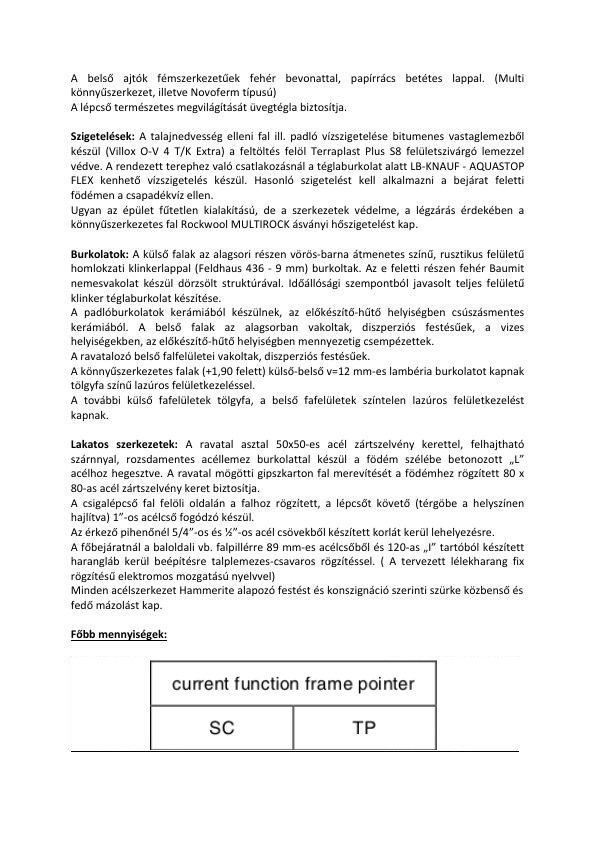 A belső ajtók fémszerkezetűek fehér bevonattal, papírrács betétes lappal. (Multi
könnyűszerkezet, illetve Novoferm típusú)
A lépcső természetes megvilágítását üvegtégla biztosítja.
Szigetelések: A talajnedvesség elleni fal ill. padló vízszigetelése bitumenes vastaglemezből
készül (Villox O-V 4 T/K Extra) a feltöltés felöl Terraplast Plus S8 felületszivárgó lemezzel
védve. A rendezett terephez való csatlakozásnál a téglaburkolat alatt LB-KNAUF - AQUASTOP
FLEX kenhető vízszigetelés készül. Hasonló szigetelést kell alkalmazni a bejárat feletti
födémen a csapadékvíz ellen.
Ugyan az épület fűtetlen kialakítású, de a szerkezetek védelme, a légzárás érdekében a
könnyűszerkezetes fal Rockwool MULTIROCK ásványi hőszigetelést kap.
Burkolatok: A külső falak az alagsori részen vörös-barna átmenetes színű, rusztikus felületű
homlokzati klinkerlappal (Feldhaus 436 - 9 mm) burkoltak. Az e feletti részen fehér Baumit
nemesvakolat készül dörzsölt struktúrával. Időállósági szempontból javasolt teljes felületű
klinker téglaburkolat készítése.
A padlóburkolatok kerámiából készülnek, az előkészítő-hűtő helyiségben csúszásmentes
kerámiából. A belső falak az alagsorban vakoltak, diszperziós festésűek, a vizes
helyiségekben, az előkészítő-hűtő helyiségben mennyezetig csempézettek.
A ravatalozó belső falfelületei vakoltak, diszperziós festésűek.
A könnyűszerkezetes falak (+1,90 felett) külső-belső v=12 mm-es lambéria burkolatot kapnak
tölgyfa színű lazúros felületkezeléssel.
A további külső fafelületek tölgyfa, a belső fafelületek színtelen lazúros felületkezelést
kapnak.
Lakatos szerkezetek: A ravatal asztal 50x50-es acél zártszelvény kerettel, felhajtható
szárnnyal, rozsdamentes acéllemez burkolattal készül a födém szélébe betonozott „L”
acélhoz hegesztve. A ravatal mögötti gipszkarton fal merevítését a födémhez rögzített 80 x
80-as acél zártszelvény keret biztosítja.
A csigalépcső fal felöli oldalán a falhoz rögzített, a lépcsőt követő (térgöbe a helyszínen
hajlítva) 1”-os acélcső fogódzó készül.
Az érkező pihenőnél 5/4”-os és ½”-os acél csövekből készített korlát kerül lehelyezésre.
A főbejáratnál a baloldali vb. falpillérre 89 mm-es acélcsőből és 120-as „I” tartóból készített
harangláb kerül beépítésre talplemezes-csavaros rögzítéssel. ( A tervezett lélekharang fix
rögzítésű elektromos mozgatású nyelvvel)
Minden acélszerkezet Hammerite alapozó festést és konszignáció szerinti szürke közbenső és
fedő mázolást kap.
Főbb mennyiségek:
current function frame pointer
SC TP